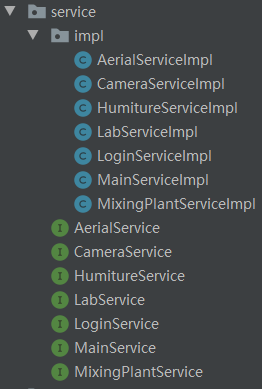 service
impl
AerialServiceImpl
CameraServiceImpl
HumitureServiceImpl
LabServiceImpl
LoginServiceImpl
MainServiceImpl
MixingPlantServiceImpl
AerialService
CameraService
HumitureService
LabService
LoginService
MainService
MixingPlantService